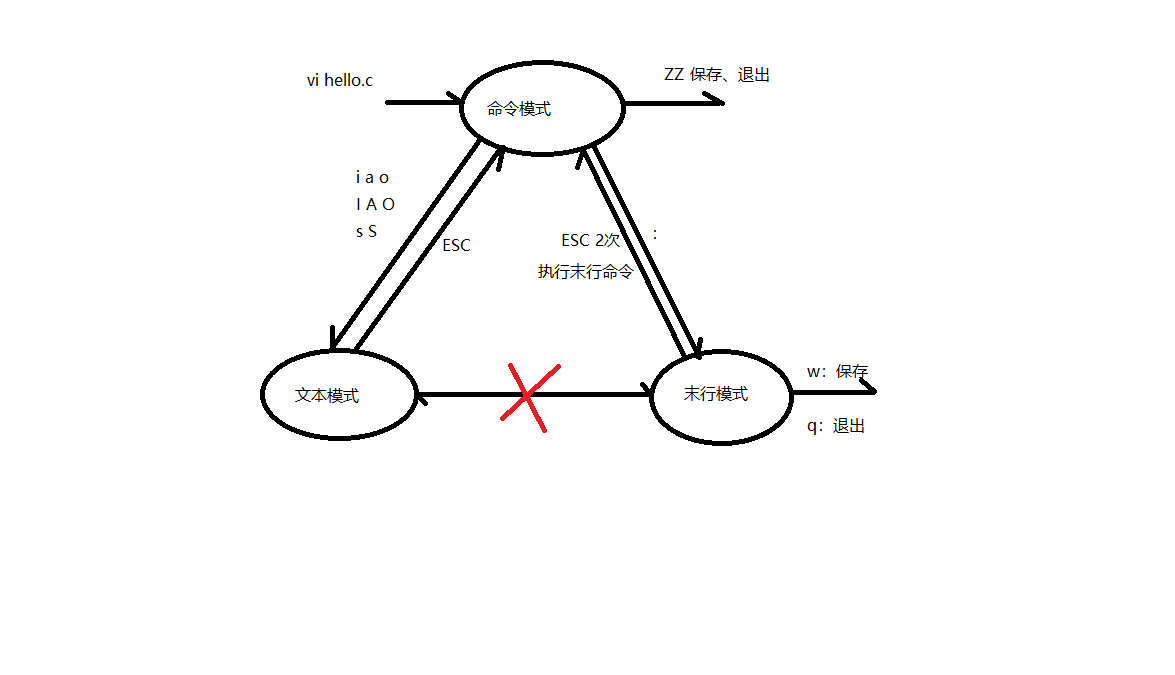 vi hello.c
命令模式
ZZ 保存、退出
i a o
I A O
s S
ESC
ESC 2次
:
执行末行命令
文本模式
末行模式
w：保存
q：退出